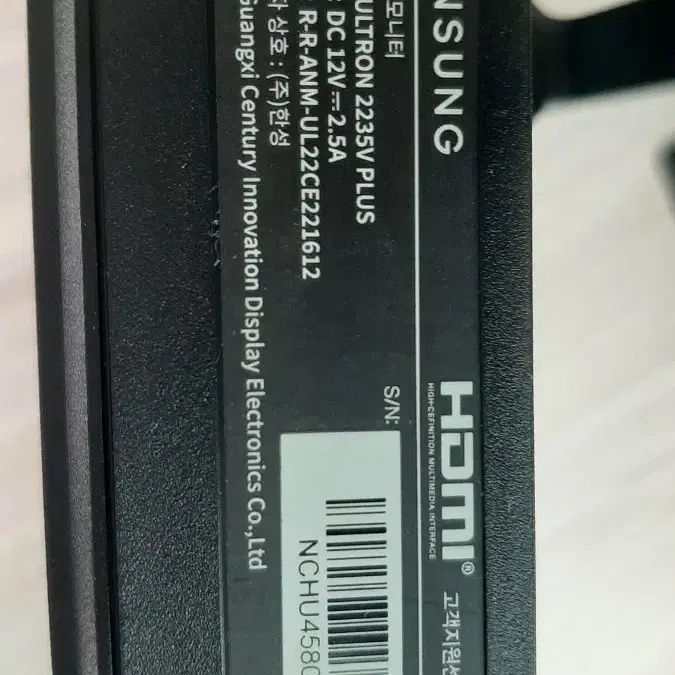 NSUNG
모니터
ULTRON 2235V PLUS
: DC 12V⎓2.5A
: R-R-ANM-UL22CE221612
자 상호 : (주)한성
Guangxi Century Innovation Display Electronics Co.,Ltd
HDMI®
HIGH-DEFINITION MULTIMEDIA INTERFACE
고객지원센
S/N:
NCHU4580